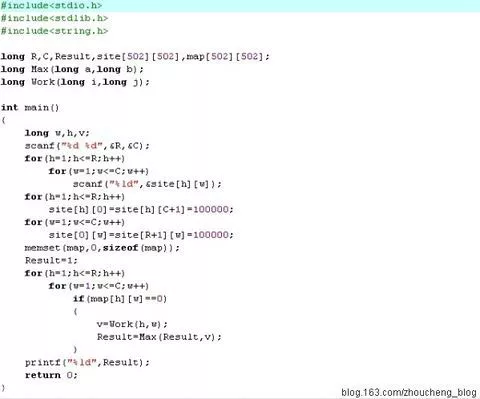 #include<stdio.h>
#include<stdlib.h>
#include<string.h>
long R,C,Result,site[502][502],map[502][502];
long Max(long a,long b);
long Work(long i,long j);
int main()
{
long w,h,v;
scanf("%d %d",&R,&C);
for(h=1;h<=R;h++)
for(w=1;w<=C;w++)
scanf("%ld",&site[h][w]);
for(h=1;h<=R;h++)
site[h][0]=site[h][C+1]=100000;
for(w=1;w<=C;w++)
site[0][w]=site[R+1][w]=100000;
memset(map,0,sizeof(map));
Result=1;
for(h=1;h<=R;h++)
for(w=1;w<=C;w++)
if(map[h][w]==0)
{
v=Work(h,w);
Result=Max(Result,v);
}
printf("%ld",Result);
return 0;
}
blog.163.com/zhoucheng_blog